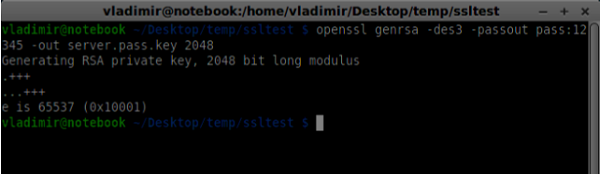 vladimir@notebook:/home/vladimir/Desktop/temp/ssltest
vladimir@notebook ~/Desktop/temp/ssltest $ openssl genrsa -des3 -passout pass:12
345 -out server.pass.key 2048
Generating RSA private key, 2048 bit long modulus
.+++
...+++
e is 65537 (0x10001)
vladimir@notebook ~/Desktop/temp/ssltest $